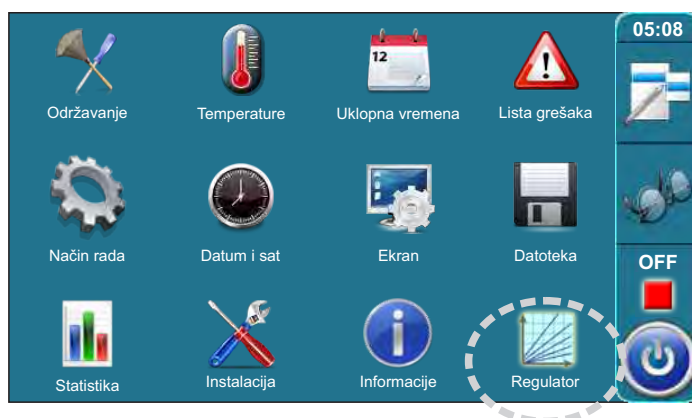 05:08
12
Održavanje
Temperature
Uklopna vremena
Lista grešaka
Način rada
Datum i sat
Ekran
Datoteka
OFF
Statistika
Instalacija
Informacije
Regulator